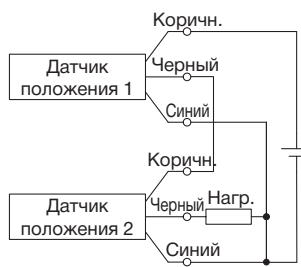 Коричн.
Датчик
положения 1
Черный
Синий
Коричн.
Датчик
положения 2
Черный
Нагр.
Синий